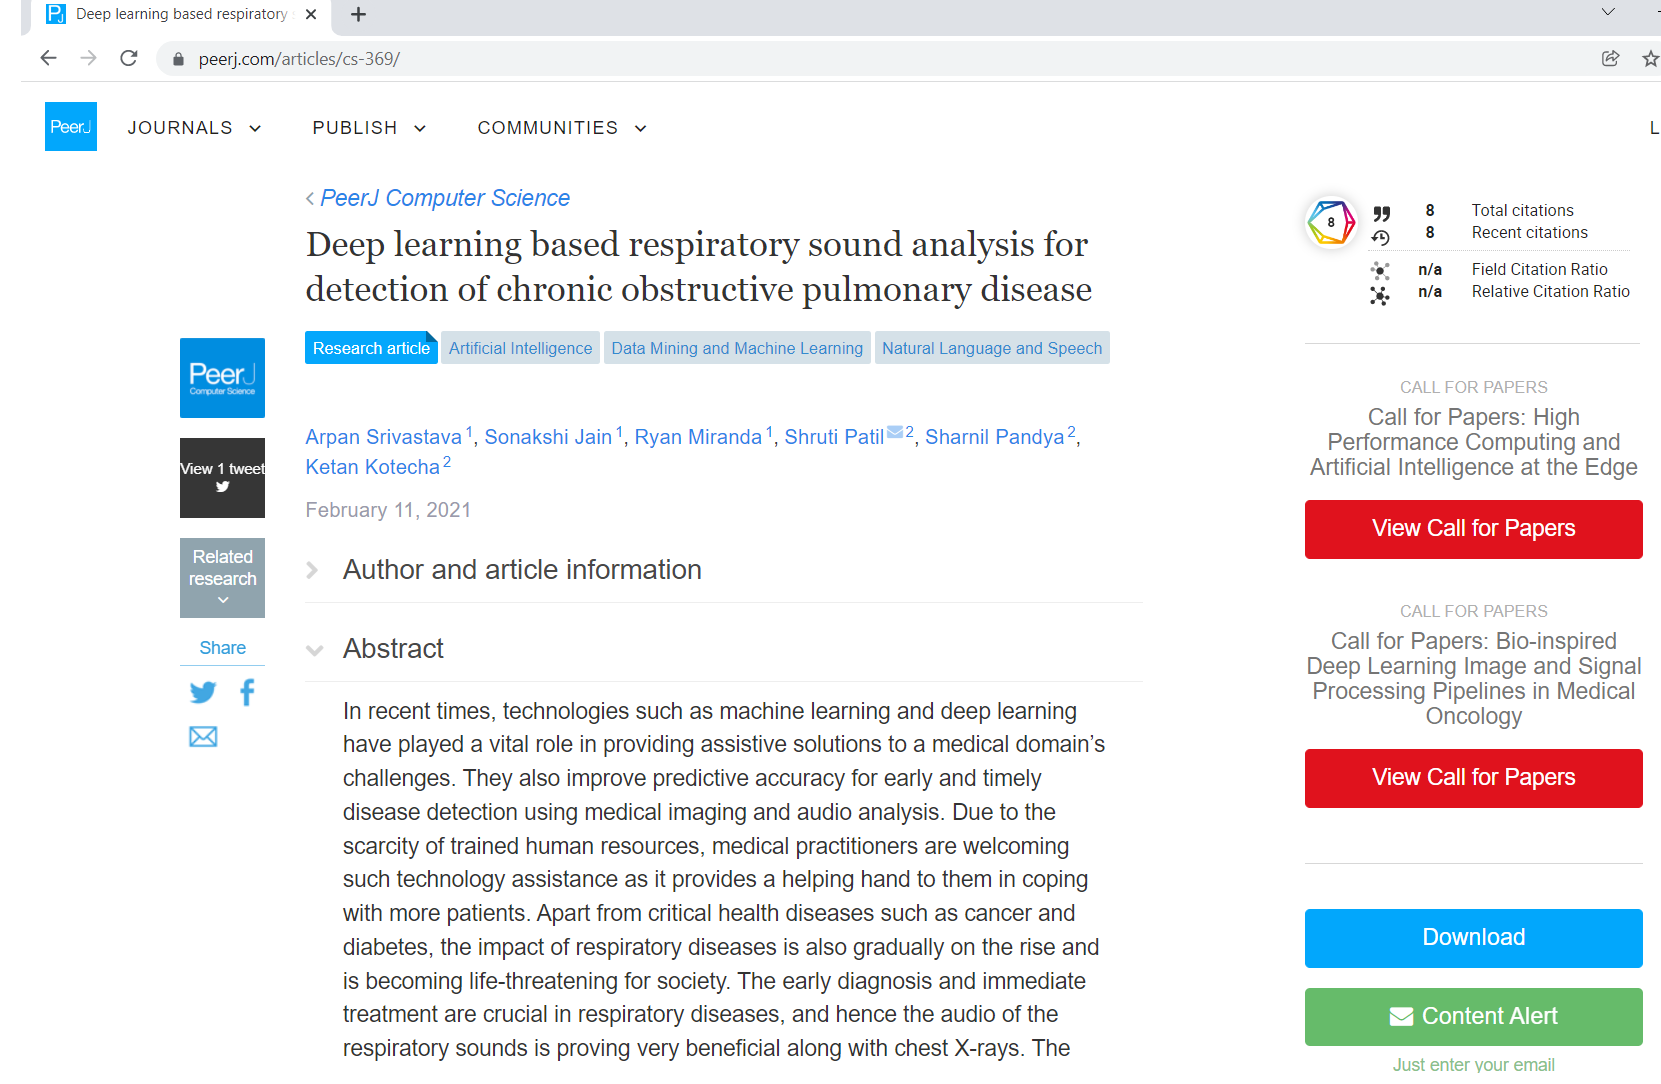 Deep learning based respiratory
peerj.com/articles/cs-369/
PeerJ
JOURNALS
PUBLISH
COMMUNITIES
L
PeerJ Computer Science
Deep learning based respiratory sound analysis for
detection of chronic obstructive pulmonary disease
Research article
Artificial Intelligence
Data Mining and Machine Learning
Natural Language and Speech
PeerJ
Computer Science
View 1 tweet
Related
research
Share
Arpan Srivastava 1, Sonakshi Jain 1, Ryan Miranda 1, Shruti Patil 2, Sharnil Pandya 2,
Ketan Kotecha 2
February 11, 2021
Author and article information
Abstract
In recent times, technologies such as machine learning and deep learning
have played a vital role in providing assistive solutions to a medical domain’s
challenges. They also improve predictive accuracy for early and timely
disease detection using medical imaging and audio analysis. Due to the
scarcity of trained human resources, medical practitioners are welcoming
such technology assistance as it provides a helping hand to them in coping
with more patients. Apart from critical health diseases such as cancer and
diabetes, the impact of respiratory diseases is also gradually on the rise and
is becoming life-threatening for society. The early diagnosis and immediate
treatment are crucial in respiratory diseases, and hence the audio of the
respiratory sounds is proving very beneficial along with chest X-rays. The
8
8 Total citations
8 Recent citations
n/a Field Citation Ratio
n/a Relative Citation Ratio
CALL FOR PAPERS
Call for Papers: High
Performance Computing and
Artificial Intelligence at the Edge
View Call for Papers
CALL FOR PAPERS
Call for Papers: Bio-inspired
Deep Learning Image and Signal
Processing Pipelines in Medical
Oncology
View Call for Papers
Download
Content Alert
Just enter your email